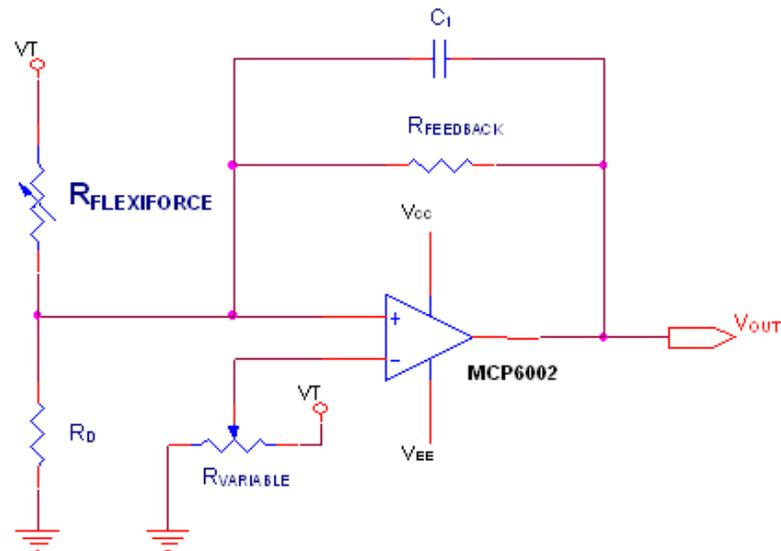 C1
VT
RFEEDBACK
RFLEXIFORCE
VCC
+
VOUT
−
MCP6002
VT
RD
VEE
RVARIABLE